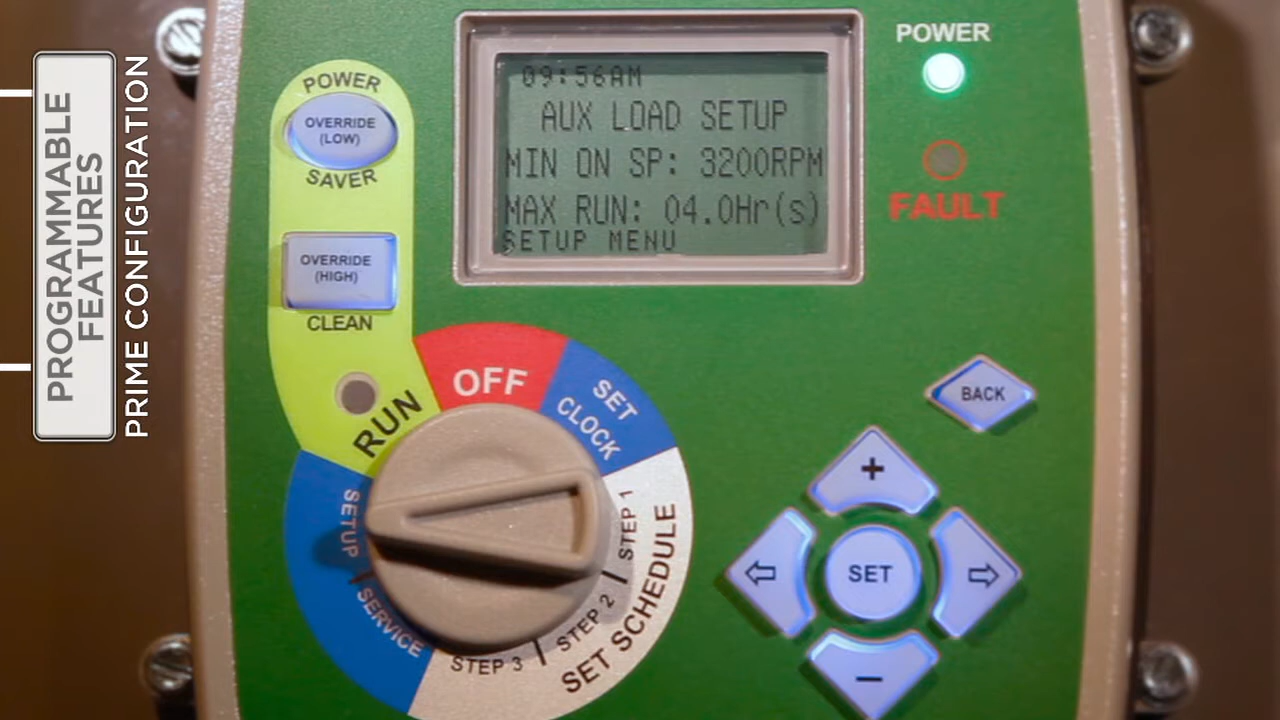 PROGRAMMABLE
FEATURES
PRIME CONFIGURATION
POWER
OVERRIDE
(LOW)
SAVER
OVERRIDE
(HIGH)
CLEAN
09:56AM
AUX LOAD SETUP
MIN ON SP: 3200RPM
MAX RUN: 04.0Hr(s)
SETUP MENU
POWER
FAULT
RUN
OFF
SET
CLOCK
SETUP
SERVICE
STEP 1
STEP 2
STEP 3
SET SCHEDULE
BACK
+
SET
−